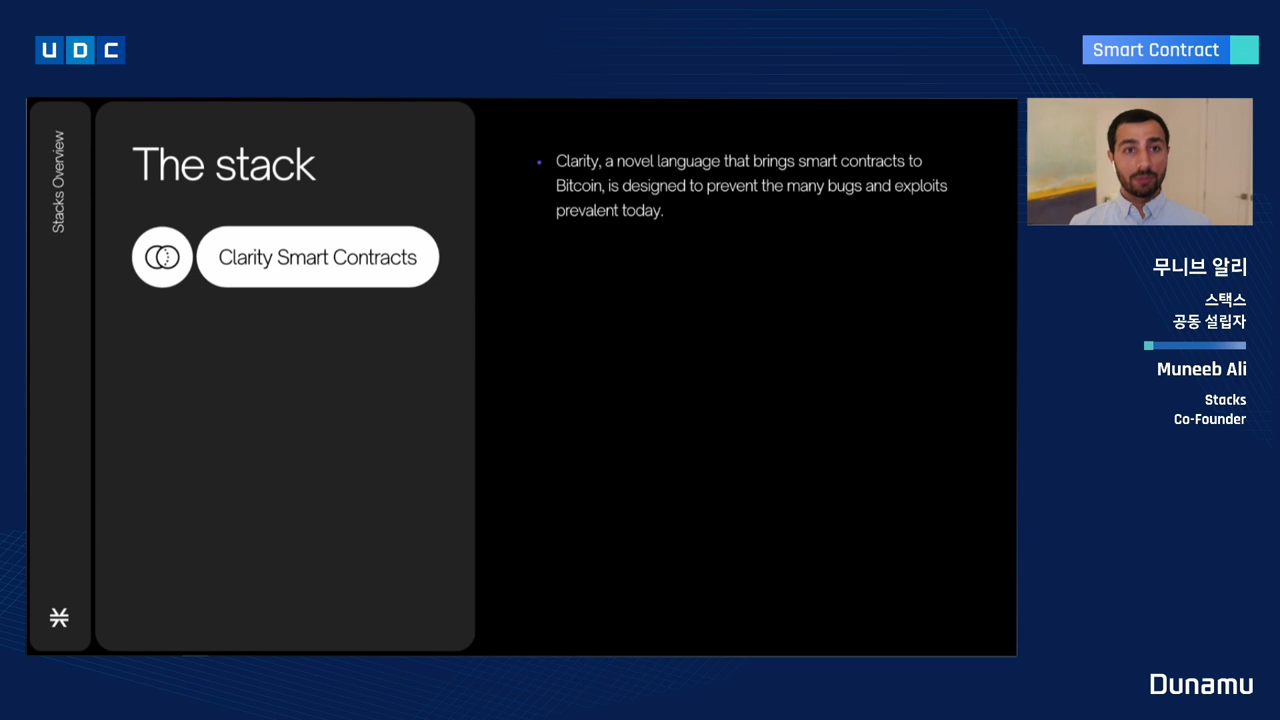 UDC
Smart Contract
Stacks Overview
The stack
Clarity Smart Contracts
• Clarity, a novel language that brings smart contracts to
Bitcoin, is designed to prevent the many bugs and exploits
prevalent today.
무니브 알리
스택스
공동 설립자
Muneeb Ali
Stacks
Co-Founder
Dunamu